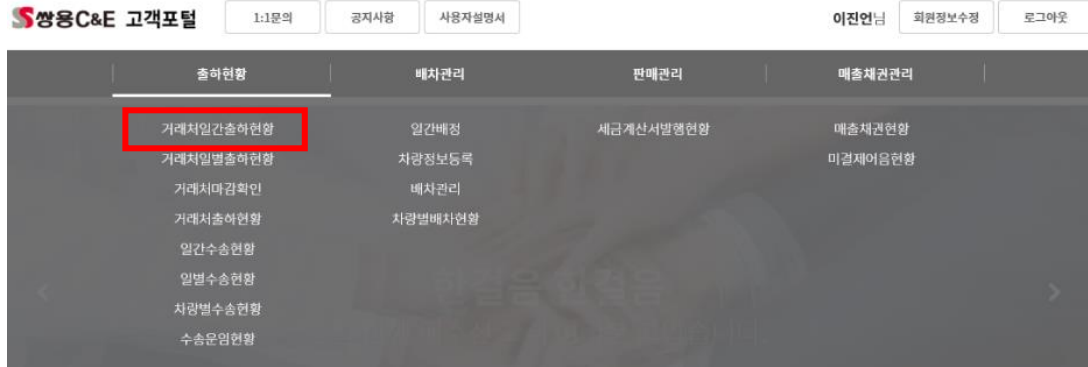 쌍용C&E 고객포털 1:1문의 공지사항 사용자설명서 이진언님 회원정보수정 로그아웃
출하현황 배차관리 판매관리 매출채권관리
거래처일간출하현황 일간배정 세금계산서발행현황 매출채권현황
거래처일별출하현황 차량정보등록 미결제어음현황
거래처마감확인 배차관리
거래처출하현황 차량별배차현황
일간수송현황
일별수송현황
차량별수송현황
수송운임현황
한걸음 한걸음